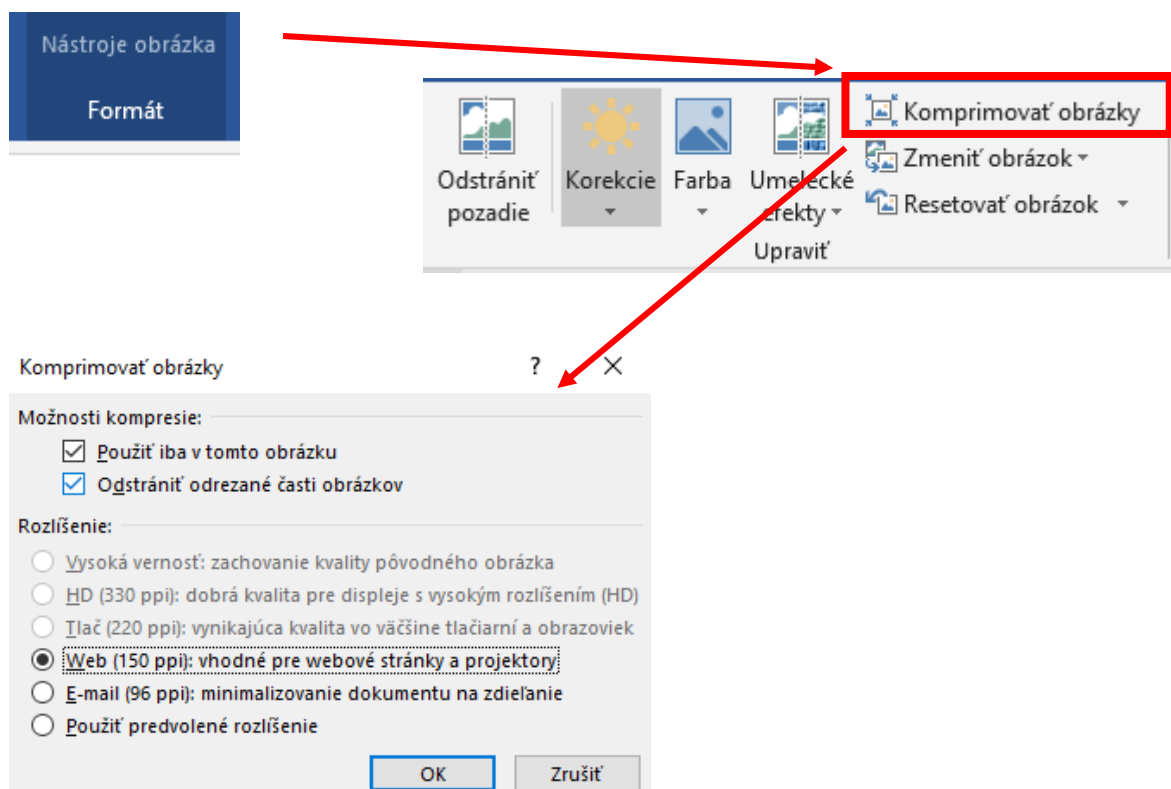 Nástroje obrázka
Formát
Komprimovať obrázky
Zmeniť obrázok
Resetovať obrázok
Odstrániť
pozadie
Korekcie
Farba
Umelecké
efekty
Upraviť
Komprimovať obrázky
?
Možnosti kompresie:
Použiť iba v tomto obrázku
Odstrániť odrezané časti obrázkov
Rozlíšenie:
Vysoká vernosť: zachovanie kvality pôvodného obrázka
HD (330 ppi): dobrá kvalita pre displeje s vysokým rozlíšením (HD)
Tlač (220 ppi): vynikajúca kvalita vo väčšine tlačiarní a obrazoviek
Web (150 ppi): vhodné pre webové stránky a projektory
E-mail (96 ppi): minimalizovanie dokumentu na zdieľanie
Použiť predvolené rozlíšenie
OK
Zrušiť